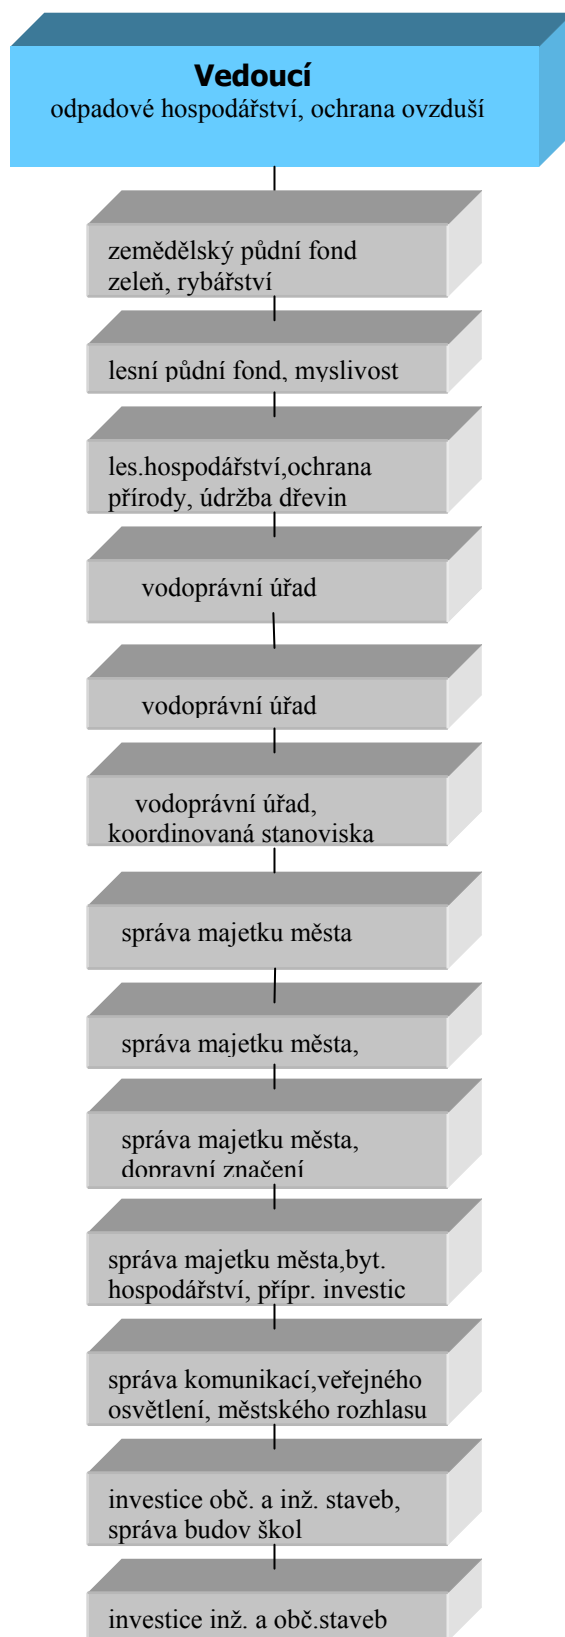 Vedoucí
odpadové hospodářství, ochrana ovzduší
zemědělský půdní fond
zeleň, rybářství
lesní půdní fond, myslivost
les.hospodářství,ochrana
přírody, údržba dřevin
vodoprávní úřad
vodoprávní úřad
vodoprávní úřad,
koordinovaná stanoviska
správa majetku města
správa majetku města,
správa majetku města,
dopravní značení
správa majetku města,byt.
hospodářství, přípr. investic
správa komunikací,veřejného
osvětlení, městského rozhlasu
investice obč. a inž. staveb,
správa budov škol
investice inž. a obč.staveb